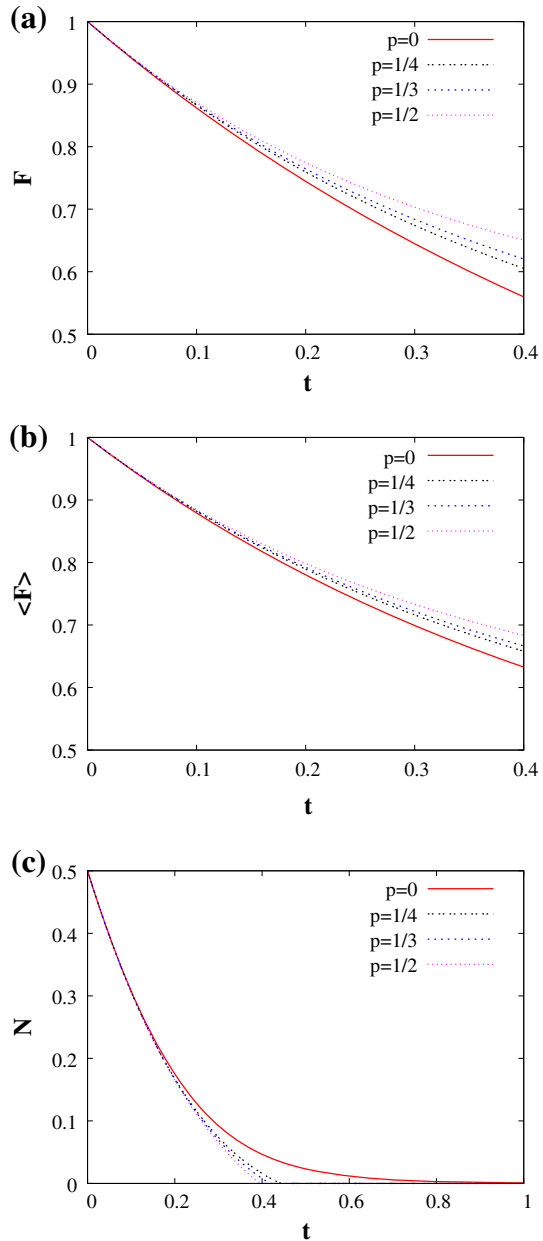 (a)
1
0.9
0.8
0.7
0.6
0.5
F
p=0
p=1/4
p=1/3
p=1/2
0 0.1 0.2 0.3 0.4
t
(b)
1
0.9
0.8
0.7
0.6
0.5
<F>
p=0
p=1/4
p=1/3
p=1/2
0 0.1 0.2 0.3 0.4
t
(c)
0.5
0.4
0.3
0.2
0.1
0
N
p=0
p=1/4
p=1/3
p=1/2
0 0.2 0.4 0.6 0.8 1
t